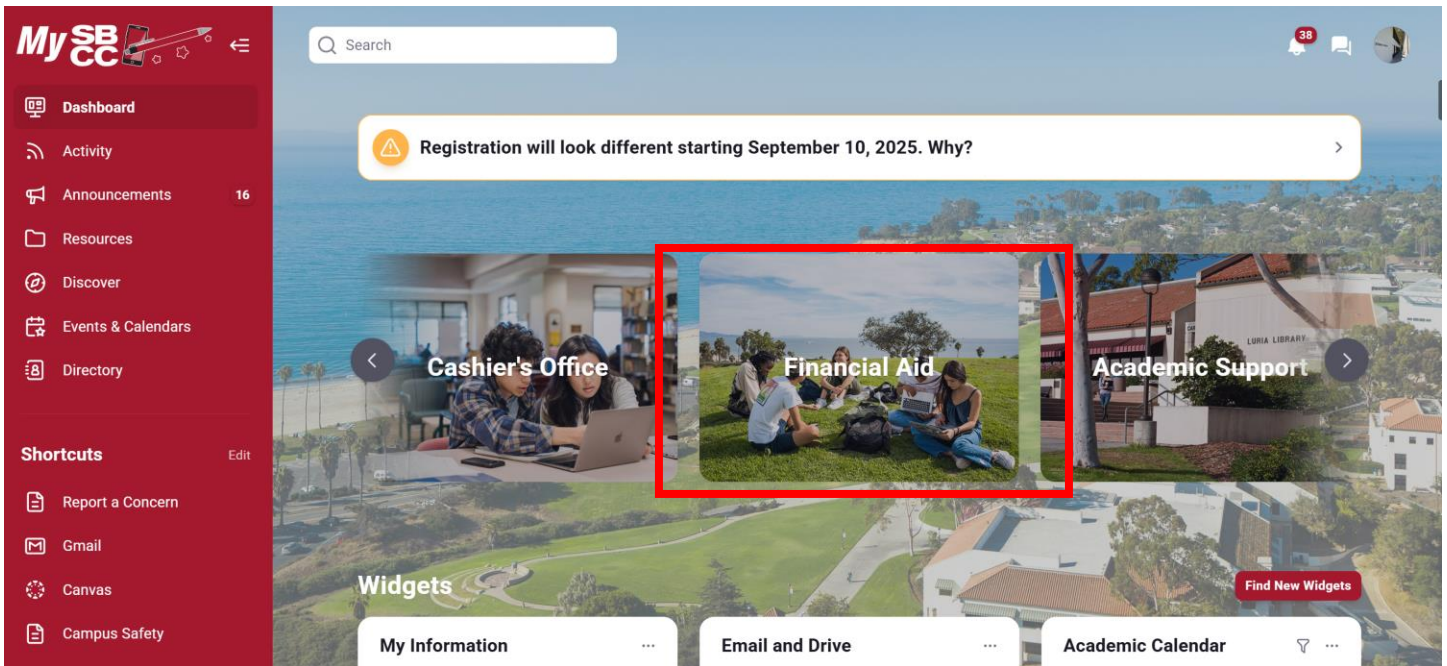 My SBCC
Dashboard
Activity
Announcements 16
Resources
Discover
Events & Calendars
Directory
Shortcuts Edit
Report a Concern
Gmail
Canvas
Campus Safety
Search
38
Registration will look different starting September 10, 2025. Why?
Cashier's Office
Financial Aid
LURIA LIBRARY
Academic Support
Widgets
Find New Widgets
My Information
Email and Drive
Academic Calendar